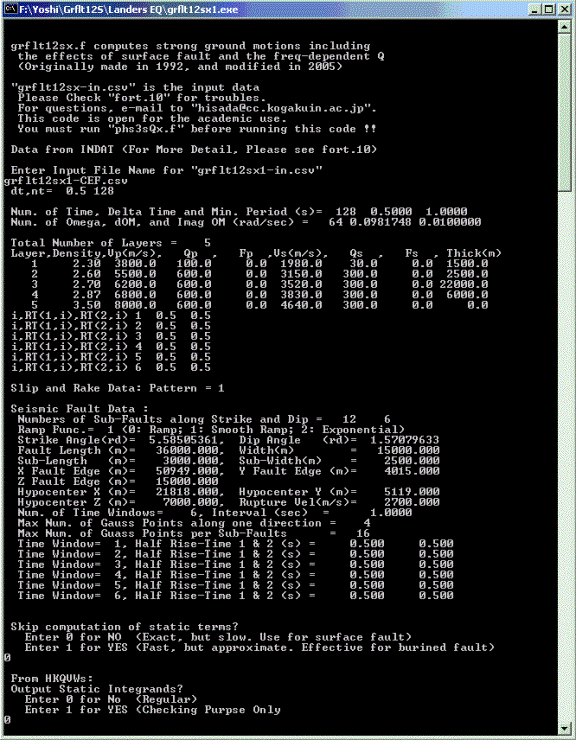 F:\Yoshi\Grflt12S\Landers EQ\grflt12sx1.exe
grflt12sx.f computes strong ground motions including
the effects of surface fault and the freq-dependent Q
(Originally made in 1992, and modified in 2005)
"grflt12sx-in.csv" is the input data
Please Check "fort.10" for troubles.
For questions, e-mail to "hisada@cc.kogakuin.ac.jp".
This code is open for the academic use.
You must run "phs3sQx.f" before running this code !!
Data from INDAT (For More Detail, Please see fort.10)
Enter Input File Name for "grflt12sx1-in.csv"
grflt12sx1-CEF.csv
dt,nt=  0.5 128
Num. of Time, Delta Time and Min. Period (s)=  128  0.5000  1.0000
Num. of Omega, dOM, and Imag OM (rad/sec) =   64 0.0981748 0.0100000
Total Number of Layers =    5
Layer,Density,Vp(m/s),   Qp   ,   Fp   ,Vs(m/s),   Qs   ,   Fs   , Thick(m)
1     2.30  3800.0   100.0     0.0  1980.0    30.0     0.0  1500.0
2     2.60  5500.0   600.0     0.0  3150.0   300.0     0.0  2500.0
3     2.70  6200.0   600.0     0.0  3520.0   300.0     0.0 22000.0
4     2.87  6800.0   600.0     0.0  3830.0   300.0     0.0  6000.0
5     3.50  8000.0   600.0     0.0  4640.0   300.0     0.0     0.0
i,RT(1,i),RT(2,i) 1  0.5  0.5
i,RT(1,i),RT(2,i) 2  0.5  0.5
i,RT(1,i),RT(2,i) 3  0.5  0.5
i,RT(1,i),RT(2,i) 4  0.5  0.5
i,RT(1,i),RT(2,i) 5  0.5  0.5
i,RT(1,i),RT(2,i) 6  0.5  0.5
Slip and Rake Data: Pattern = 1
Seismic Fault Data :
Numbers of Sub-Faults along Strike and Dip =   12    6
Ramp Func.=  1 (0: Ramp; 1: Smooth Ramp; 2: Exponential)
Strike Angle(rd)=  5.58505361,  Dip Angle   (rd)=  1.57079633
Fault Length (m)=   36000.000,  Width(m)        =   15000.000
Sub-Length   (m)=    3000.000,  Sub-Width(m)    =    2500.000
X Fault Edge (m)=   50949.000,  Y Fault Edge (m)=    4015.000
Z Fault Edge (m)=   15000.000
Hypocenter X (m)=   21818.000,  Hypocenter Y (m)=    5119.000
Hypocenter Z (m)=    7000.000,  Rupture Vel(m/s)=    2700.000
Num. of Time Windows=    6, Interval (sec)  =      1.0000
Max Num. of Gauss Points along one direction =    4
Max Num. of Guass Points per Sub-Faults      =   16
Time Window=  1, Half Rise-Time 1 & 2 (s) =     0.500     0.500
Time Window=  2, Half Rise-Time 1 & 2 (s) =     0.500     0.500
Time Window=  3, Half Rise-Time 1 & 2 (s) =     0.500     0.500
Time Window=  4, Half Rise-Time 1 & 2 (s) =     0.500     0.500
Time Window=  5, Half Rise-Time 1 & 2 (s) =     0.500     0.500
Time Window=  6, Half Rise-Time 1 & 2 (s) =     0.500     0.500
Skip computation of static terms?
Enter 0 for NO  (Exact, but slow. Use for surface fault)
Enter 1 for YES (Fast, but approximate. Effective for burined fault)
0
From HKQVWs:
Output Static Integrands?
Enter 0 for No  (Regular)
Enter 1 for YES (Checking Purpse Only
0